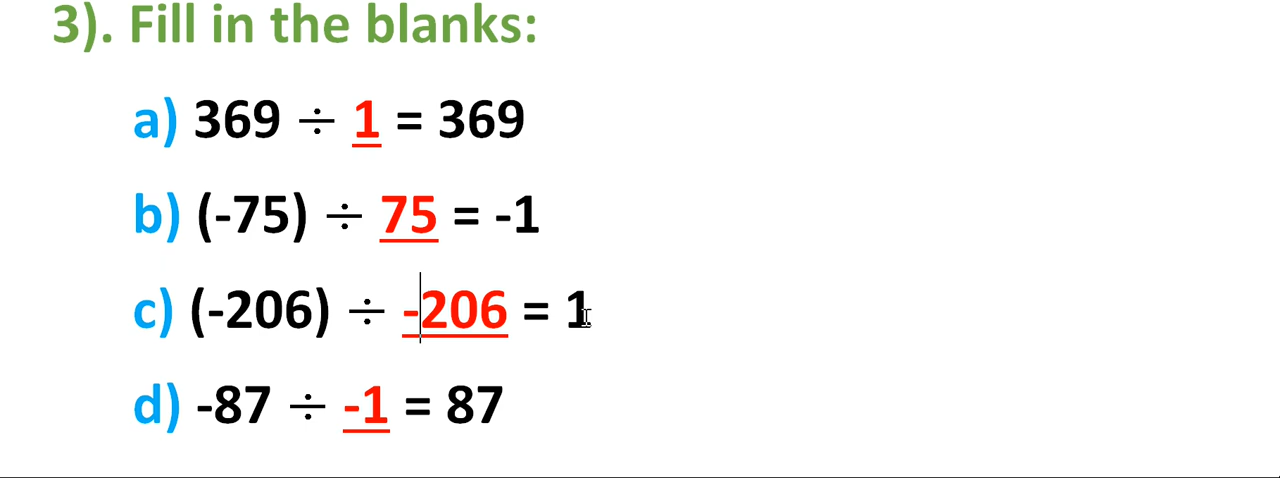 3). Fill in the blanks:
a) 369 ÷ 1 = 369
b) (-75) ÷ 75 = -1
c) (-206) ÷ -206 = 1
d) -87 ÷ -1 = 87